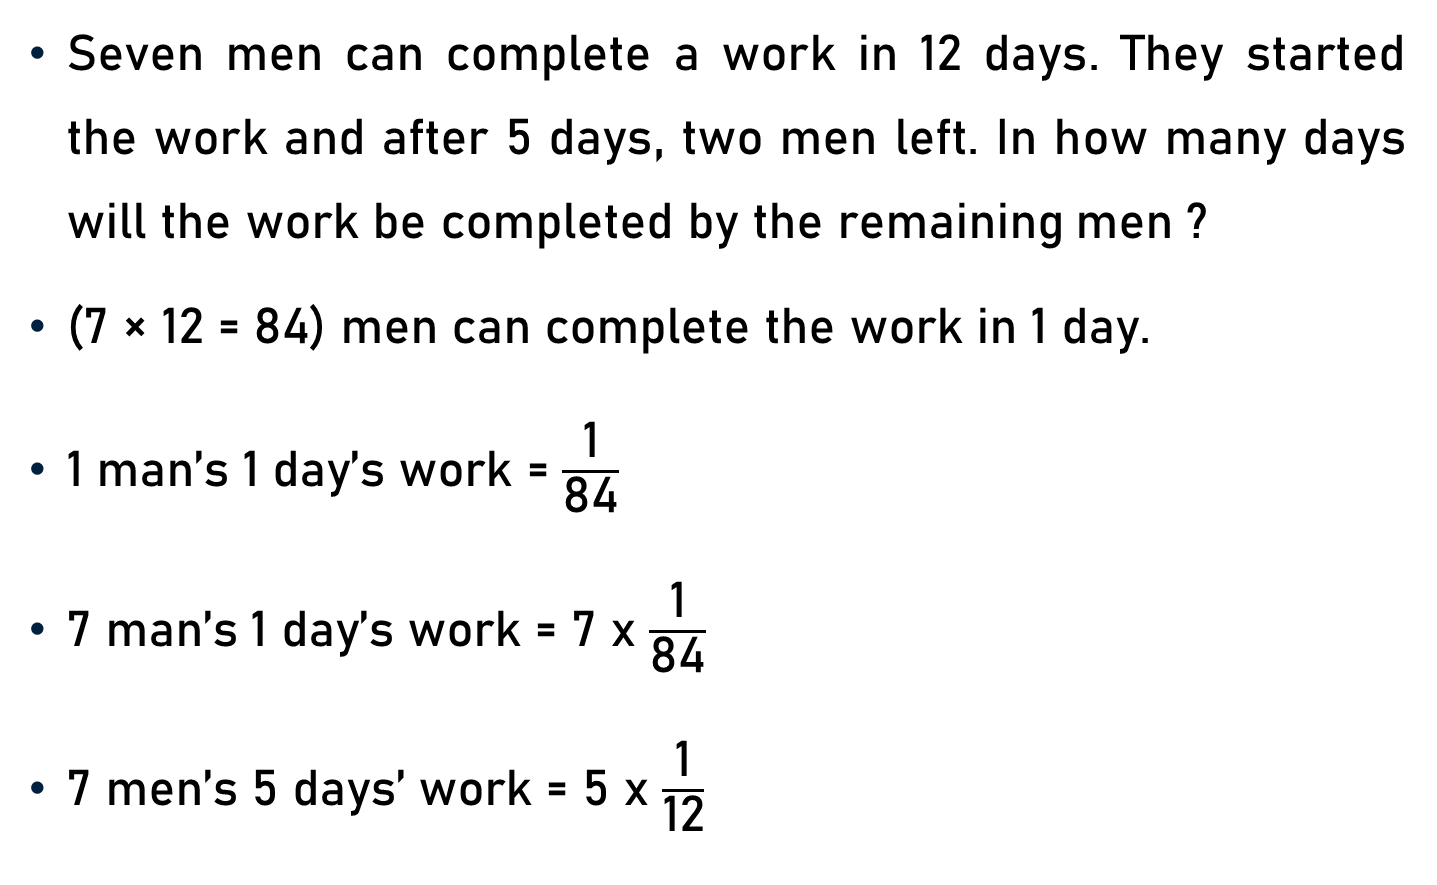 • Seven men can complete a work in 12 days. They started
the work and after 5 days, two men left. In how many days
will the work be completed by the remaining men ?
• (7 × 12 = 84) men can complete the work in 1 day.
• 1 man’s 1 day’s work = 1/84
• 7 man’s 1 day’s work = 7 x 1/84
• 7 men’s 5 days’ work = 5 x 1/12